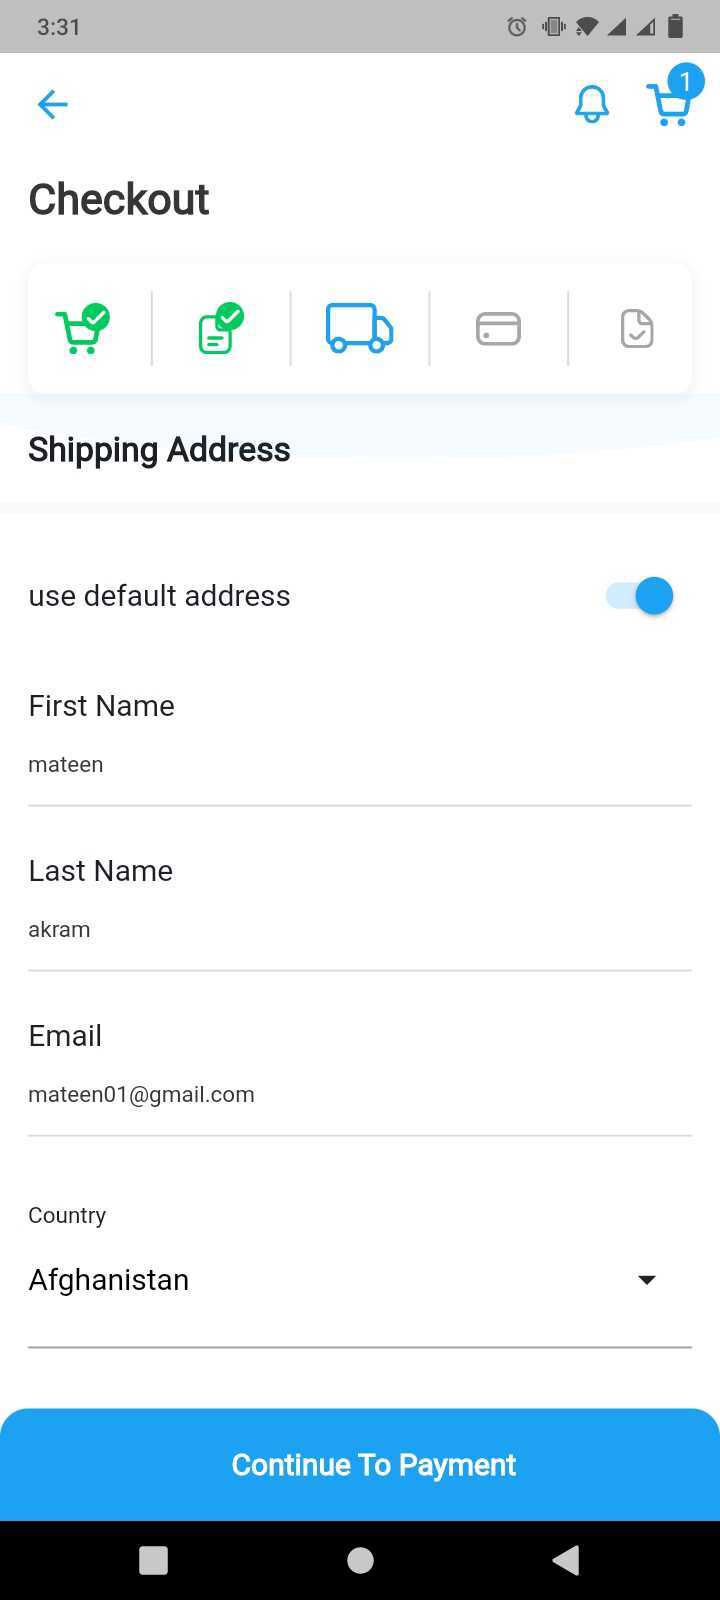 3:31
1
Checkout
Shipping Address
use default address
First Name
mateen
Last Name
akram
Email
mateen01@gmail.com
Country
Afghanistan
Continue To Payment